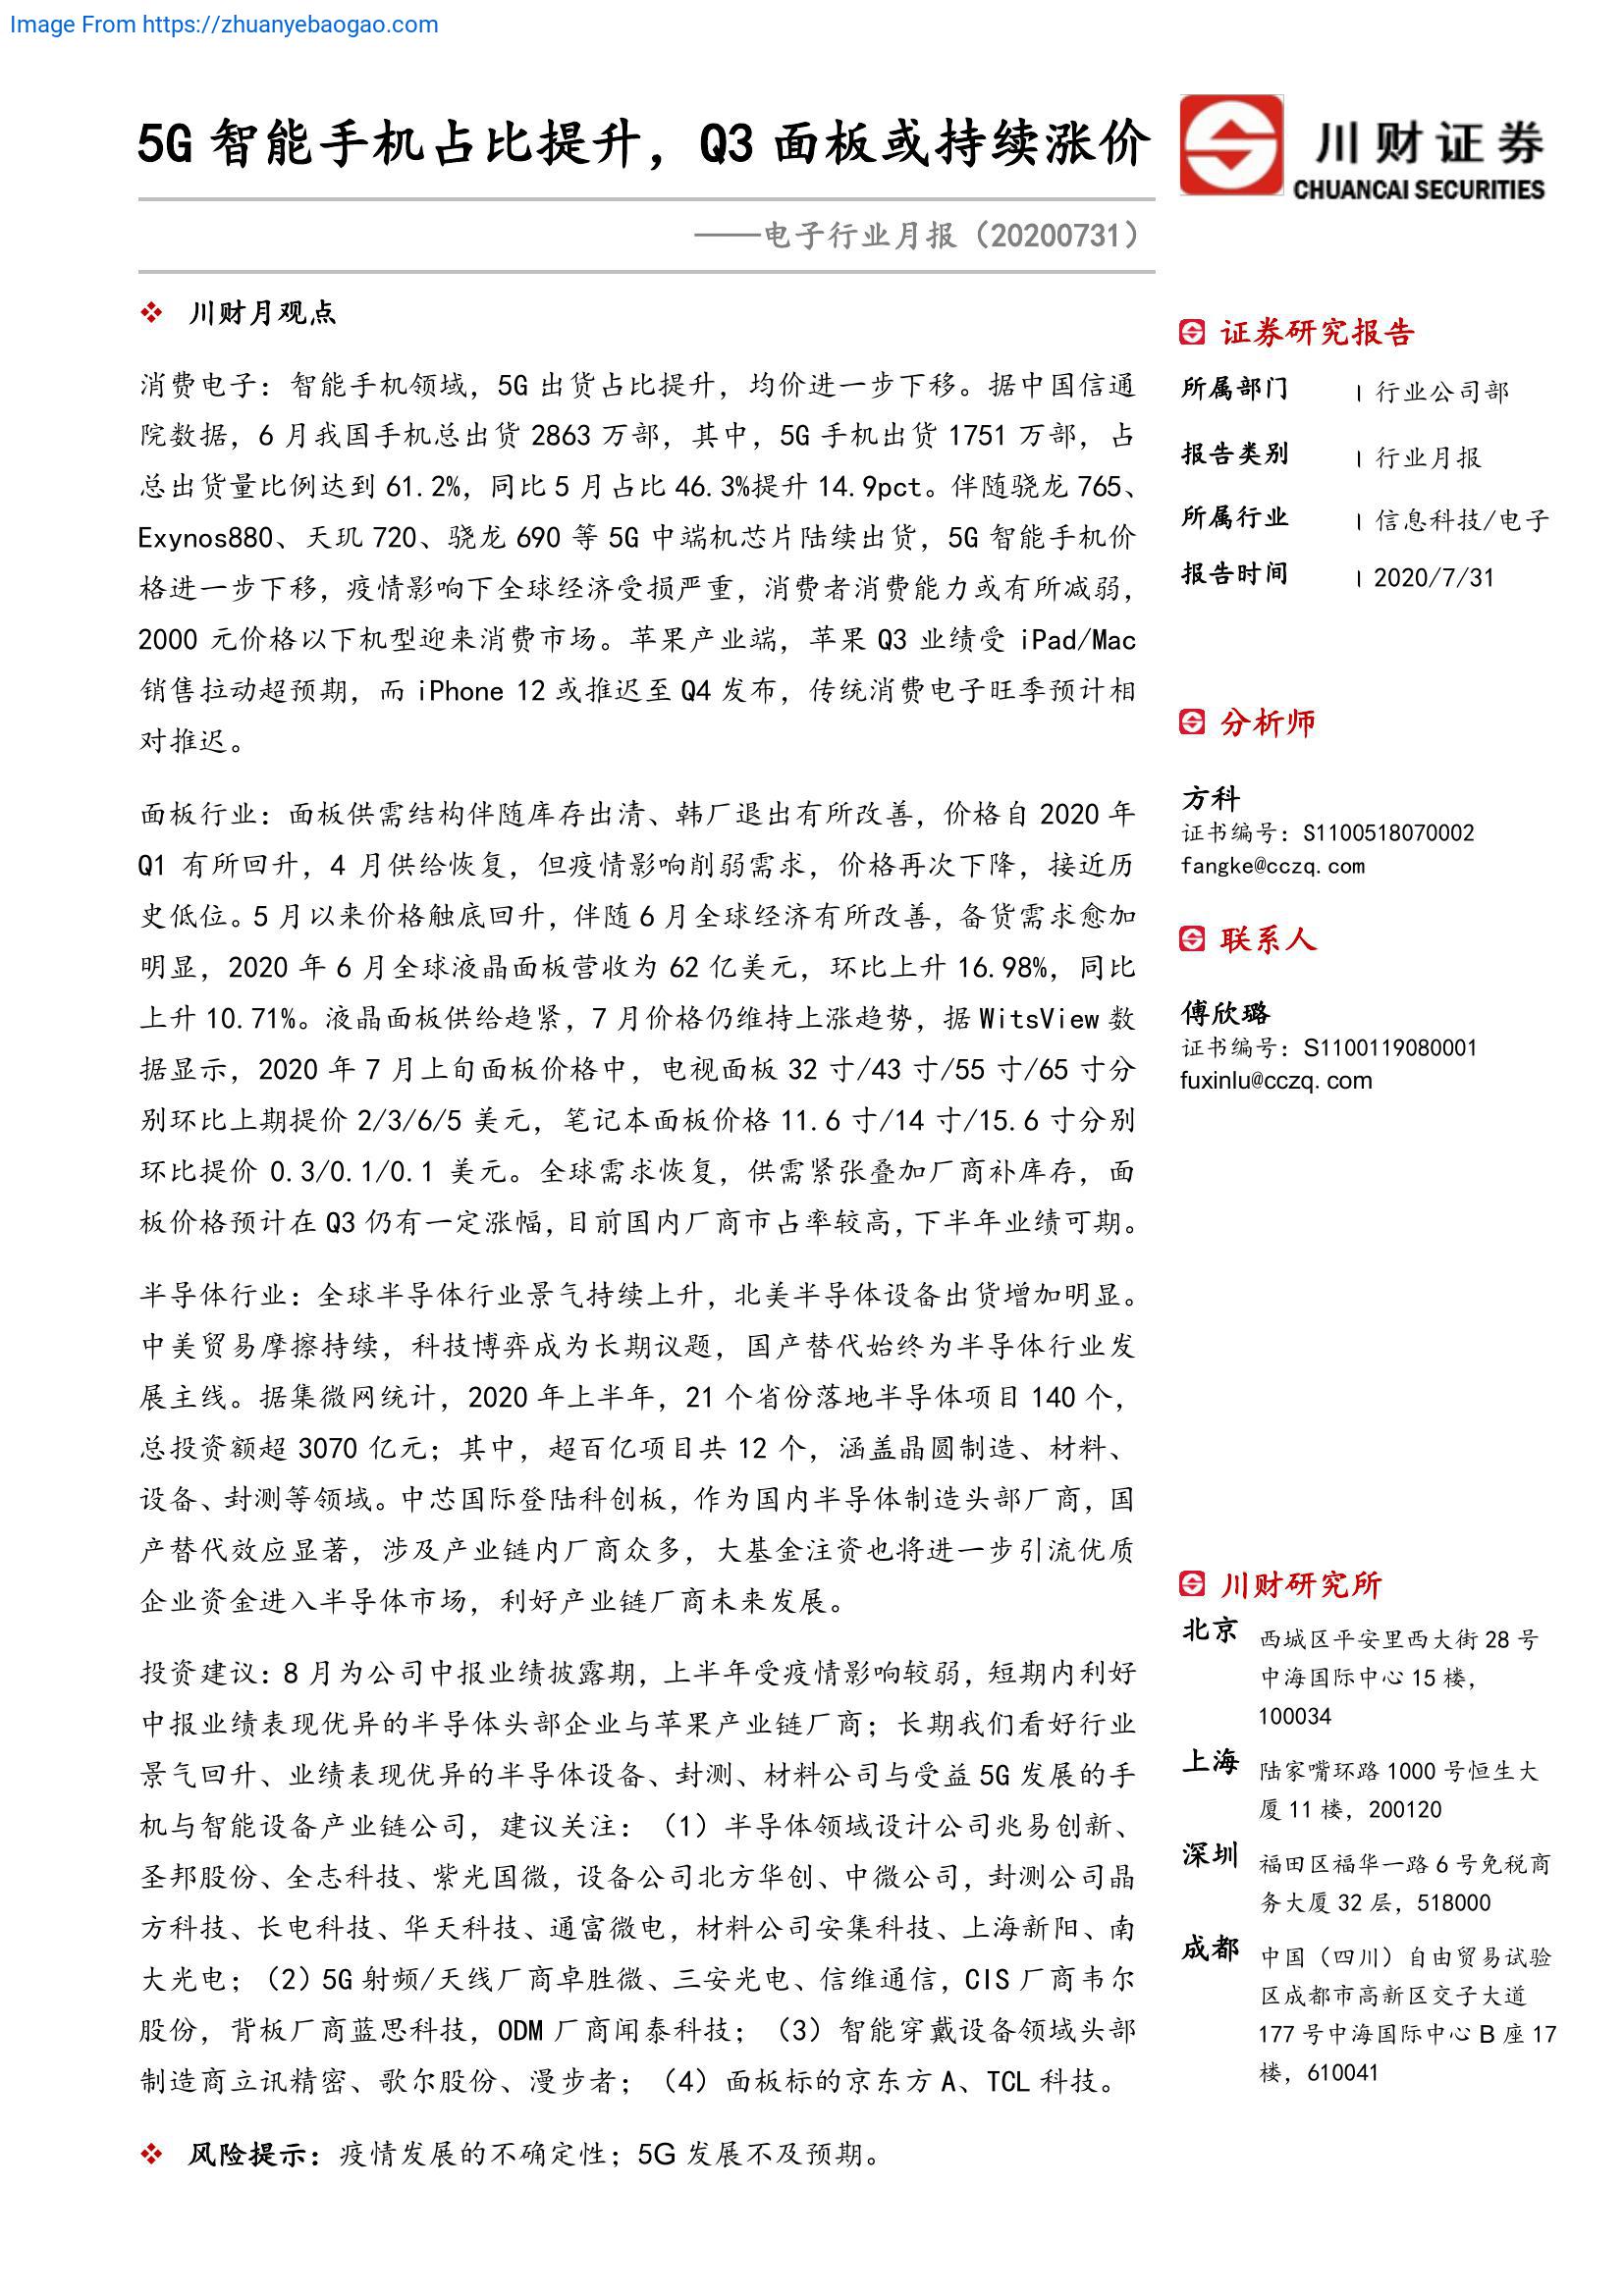 Image From https://zhuanyebaogao.com
5G 智能手机占比提升，Q3 面板或持续涨价
川财证券
CHUANCAI SECURITIES
——电子行业月报（20200731）
❖ 川财月观点
消费电子：智能手机领域，5G 出货占比提升，均价进一步下移。据中国信通
院数据，6 月我国手机总出货 2863 万部，其中，5G 手机出货 1751 万部，占
总出货量比例达到 61.2%，同比 5 月占比 46.3%提升 14.9pct。伴随骁龙 765、
Exynos880、天玑 720、骁龙 690 等 5G 中端机芯片陆续出货，5G 智能手机价
格进一步下移，疫情影响下全球经济受损严重，消费者消费能力或有所减弱，
2000 元价格以下机型迎来消费市场。苹果产业端，苹果 Q3 业绩受 iPad/Mac
销售拉动超预期，而 iPhone 12 或推迟至 Q4 发布，传统消费电子旺季预计相
对推迟。
面板行业：面板供需结构伴随库存出清、韩厂退出有所改善，价格自 2020 年
Q1 有所回升，4 月供给恢复，但疫情影响削弱需求，价格再次下降，接近历
史低位。5 月以来价格触底回升，伴随 6 月全球经济有所改善，备货需求愈加
明显，2020 年 6 月全球液晶面板营收为 62 亿美元，环比上升 16.98%，同比
上升 10.71%。液晶面板供给趋紧，7 月价格仍维持上涨趋势，据 WitsView 数
据显示，2020 年 7 月上旬面板价格中，电视面板 32 寸/43 寸/55 寸/65 寸分
别环比上期提价 2/3/6/5 美元，笔记本面板价格 11.6 寸/14 寸/15.6 寸分别
环比提价 0.3/0.1/0.1 美元。全球需求恢复，供需紧张叠加厂商补库存，面
板价格预计在 Q3 仍有一定涨幅，目前国内厂商市占率较高，下半年业绩可期。
半导体行业：全球半导体行业景气持续上升，北美半导体设备出货增加明显。
中美贸易摩擦持续，科技博弈成为长期议题，国产替代始终为半导体行业发
展主线。据集微网统计，2020 年上半年，21 个省份落地半导体项目 140 个，
总投资额超 3070 亿元；其中，超百亿项目共 12 个，涵盖晶圆制造、材料、
设备、封测等领域。中芯国际登陆科创板，作为国内半导体制造头部厂商，国
产替代效应显著，涉及产业链内厂商众多，大基金注资也将进一步引流优质
企业资金进入半导体市场，利好产业链厂商未来发展。
投资建议：8 月为公司中报业绩披露期，上半年受疫情影响较弱，短期内利好
中报业绩表现优异的半导体头部企业与苹果产业链厂商；长期我们看好行业
景气回升、业绩表现优异的半导体设备、封测、材料公司与受益 5G 发展的手
机与智能设备产业链公司，建议关注：（1）半导体领域设计公司兆易创新、
圣邦股份、全志科技、紫光国微，设备公司北方华创、中微公司，封测公司晶
方科技、长电科技、华天科技、通富微电，材料公司安集科技、上海新阳、南
大光电；（2）5G 射频/天线厂商卓胜微、三安光电、信维通信，CIS 厂商韦尔
股份，背板厂商蓝思科技，ODM 厂商闻泰科技；（3）智能穿戴设备领域头部
制造商立讯精密、歌尔股份、漫步者；（4）面板标的京东方 A、TCL 科技。
❖ 风险提示：疫情发展的不确定性；5G 发展不及预期。
证券研究报告
所属部门 | 行业公司部
报告类别 | 行业月报
所属行业 | 信息科技/电子
报告时间 | 2020/7/31
分析师
方科
证书编号：S1100518070002
fangke@cczq.com
联系人
傅欣璐
证书编号：S1100119080001
fuxinlu@cczq.com
川财研究所
北京 西城区平安里西大街 28 号
中海国际中心 15 楼，
100034
上海 陆家嘴环路 1000 号恒生大
厦 11 楼，200120
深圳 福田区福华一路 6 号免税商
务大厦 32 层，518000
成都 中国（四川）自由贸易试验
区成都市高新区交子大道
177 号中海国际中心 B 座 17
楼，610041